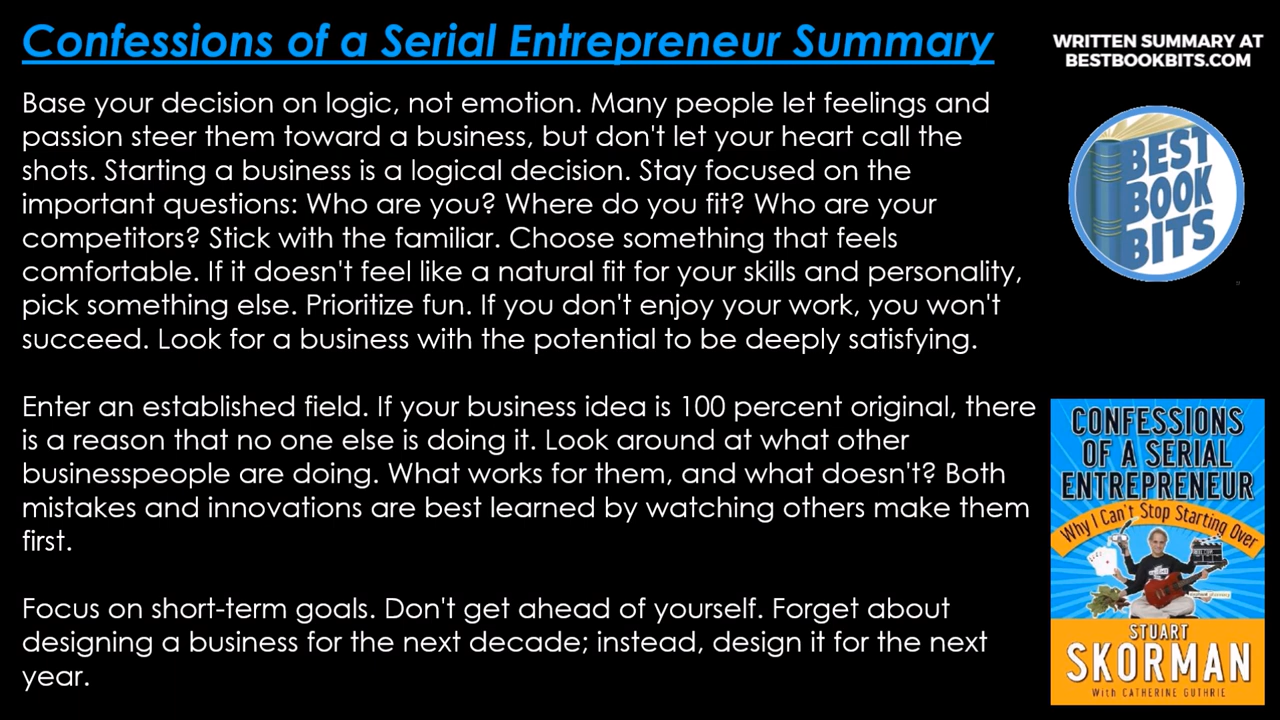 Confessions of a Serial Entrepreneur Summary
WRITTEN SUMMARY AT
BESTBOOKBITS.COM
Base your decision on logic, not emotion. Many people let feelings and
passion steer them toward a business, but don't let your heart call the
shots. Starting a business is a logical decision. Stay focused on the
important questions: Who are you? Where do you fit? Who are your
competitors? Stick with the familiar. Choose something that feels
comfortable. If it doesn't feel like a natural fit for your skills and personality,
pick something else. Prioritize fun. If you don't enjoy your work, you won't
succeed. Look for a business with the potential to be deeply satisfying.
Enter an established field. If your business idea is 100 percent original, there
is a reason that no one else is doing it. Look around at what other
businesspeople are doing. What works for them, and what doesn't? Both
mistakes and innovations are best learned by watching others make them
first.
Focus on short-term goals. Don't get ahead of yourself. Forget about
designing a business for the next decade; instead, design it for the next
year.
BEST
BOOK
BITS
CONFESSIONS
OF A SERIAL
ENTREPRENEUR
Why I Can't Stop Starting Over
STUART
SKORMAN
With CATHERINE GUTHRIE